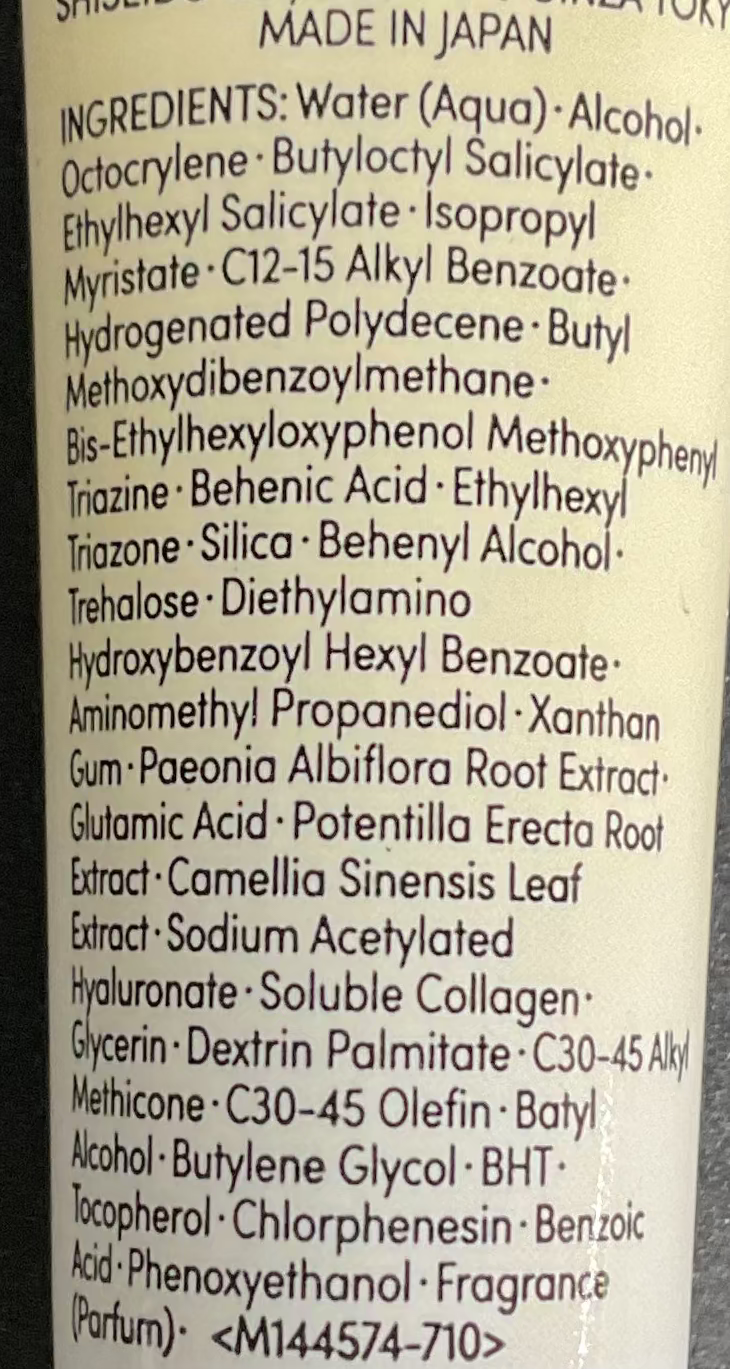 MADE IN JAPAN
INGREDIENTS: Water (Aqua)・Alcohol・
Octocrylene・Butyloctyl Salicylate・
Ethylhexyl Salicylate・Isopropyl
Myristate・C12-15 Alkyl Benzoate・
Hydrogenated Polydecene・Butyl
Methoxydibenzoylmethane・
Bis-Ethylhexyloxyphenol Methoxyphenyl
Triazine・Behenic Acid・Ethylhexyl
Triazone・Silica・Behenyl Alcohol・
Trehalose・Diethylamino
Hydroxybenzoyl Hexyl Benzoate・
Aminomethyl Propanediol・Xanthan
Gum・Paeonia Albiflora Root Extract・
Glutamic Acid・Potentilla Erecta Root
Extract・Camellia Sinensis Leaf
Extract・Sodium Acetylated
Hyaluronate・Soluble Collagen・
Glycerin・Dextrin Palmitate・C30-45 Alkyl
Methicone・C30-45 Olefin・Batyl
Alcohol・Butylene Glycol・BHT・
Tocopherol・Chlorphenesin・Benzoic
Acid・Phenoxyethanol・Fragrance
(Parfum)・ <M144574-710>